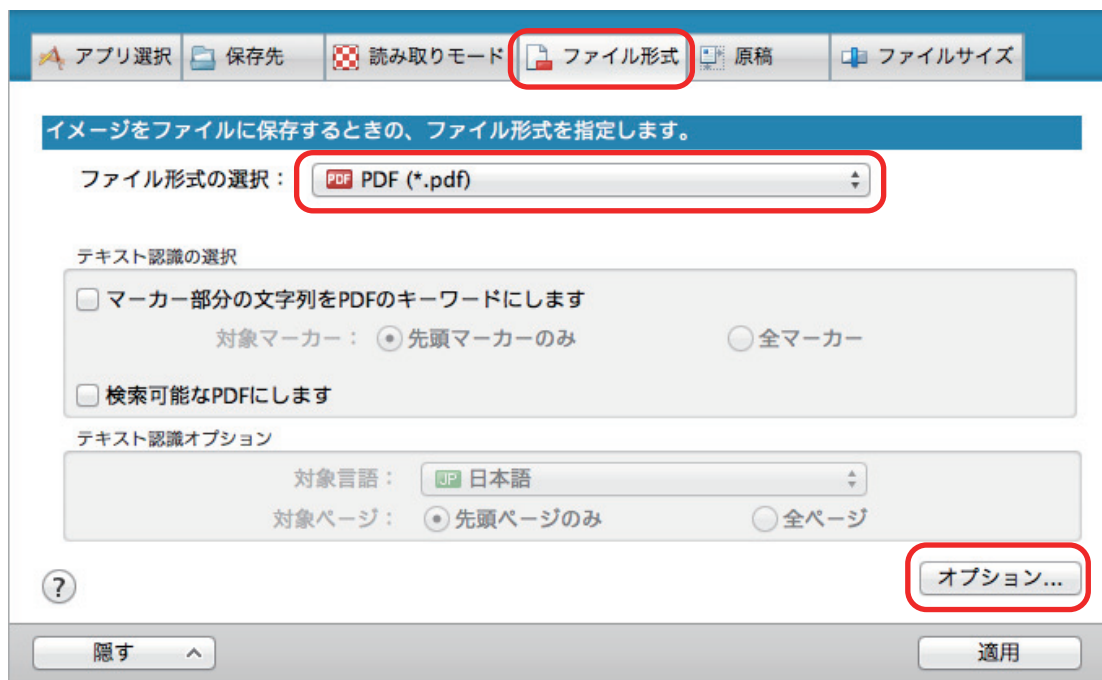 アプリ選択 保存先 読み取りモード ファイル形式 原稿 ファイルサイズ
イメージをファイルに保存するときの、ファイル形式を指定します。
ファイル形式の選択： PDF PDF (*.pdf)
テキスト認識の選択
マーカー部分の文字列をPDFのキーワードにします
対象マーカー： 先頭マーカーのみ 全マーカー
検索可能なPDFにします
テキスト認識オプション
対象言語： JP 日本語
対象ページ： 先頭ページのみ 全ページ
? オプション...
隠す 適用